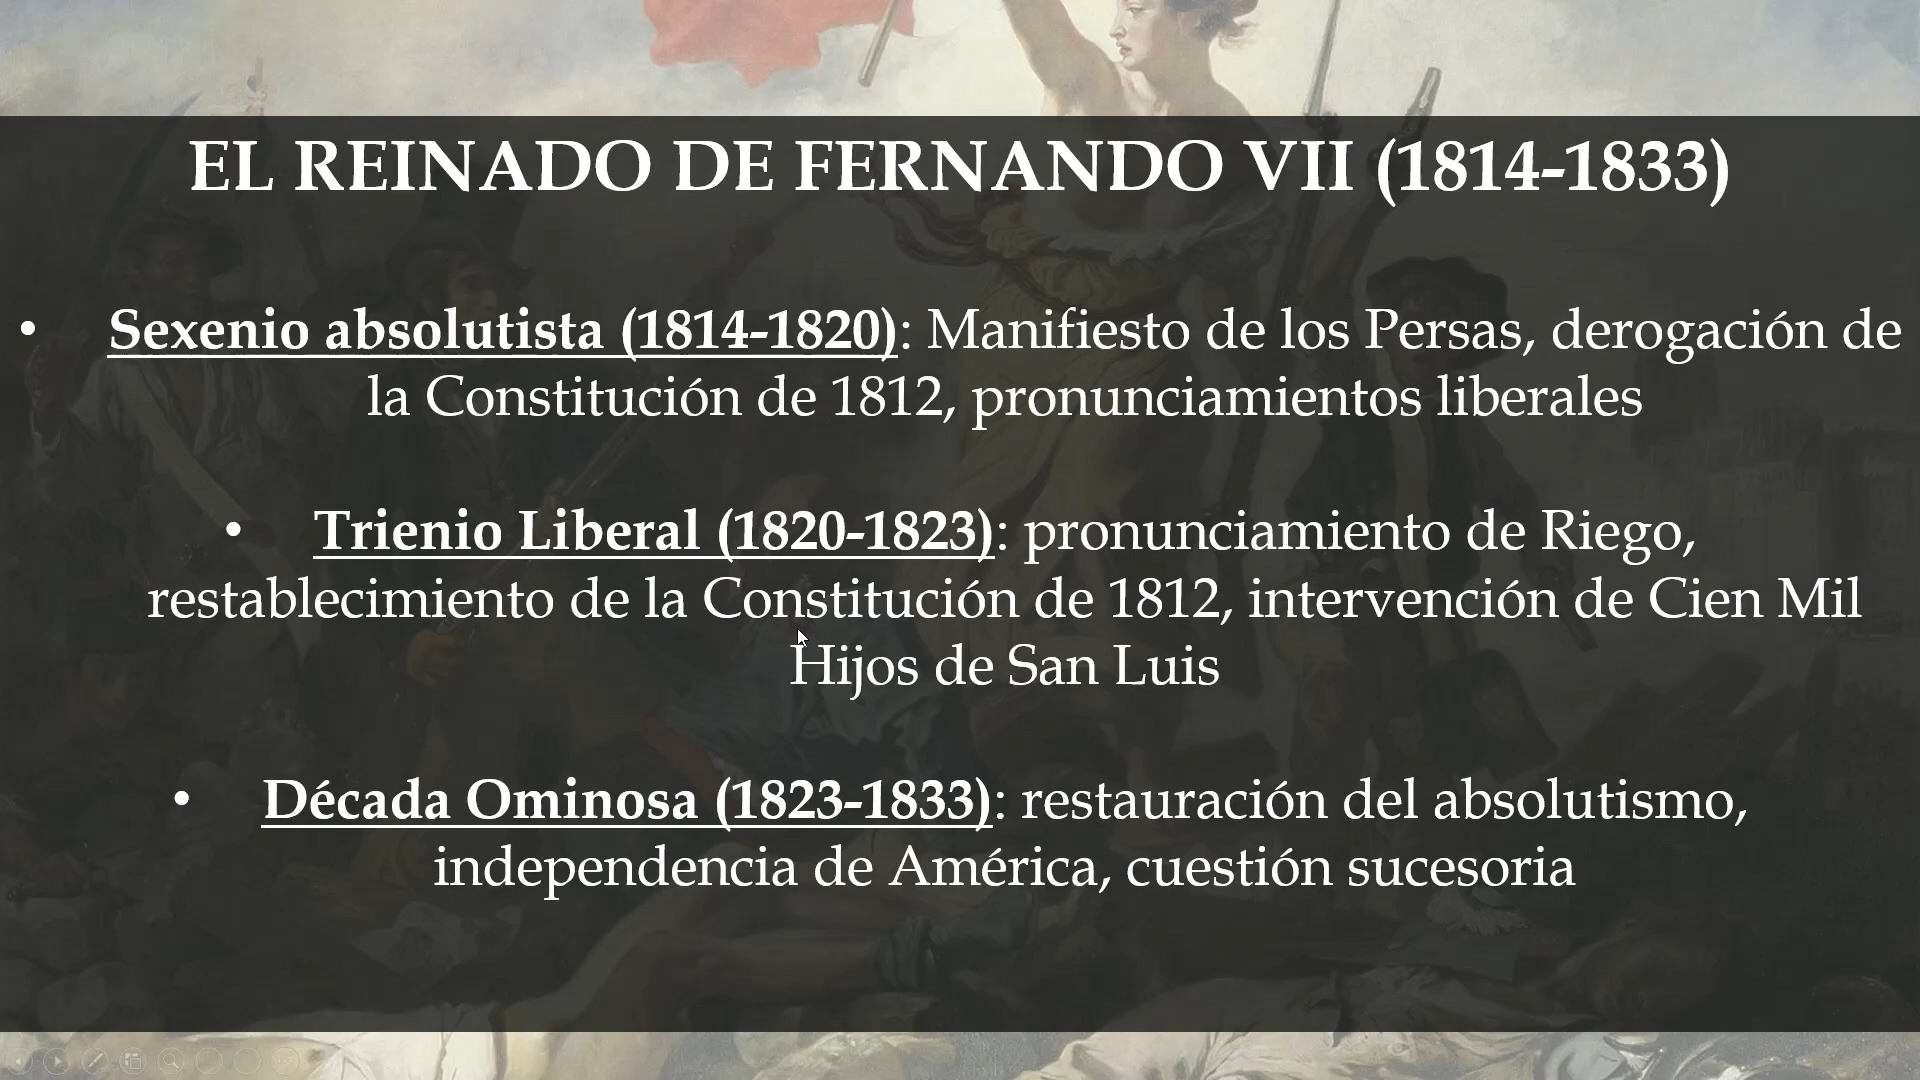 EL REINADO DE FERNANDO VII (1814-1833)
• Sexenio absolutista (1814-1820): Manifiesto de los Persas, derogación de
la Constitución de 1812, pronunciamientos liberales
• Trienio Liberal (1820-1823): pronunciamiento de Riego,
restablecimiento de la Constitución de 1812, intervención de Cien Mil
Hijos de San Luis
• Década Ominosa (1823-1833): restauración del absolutismo,
independencia de América, cuestión sucesoria